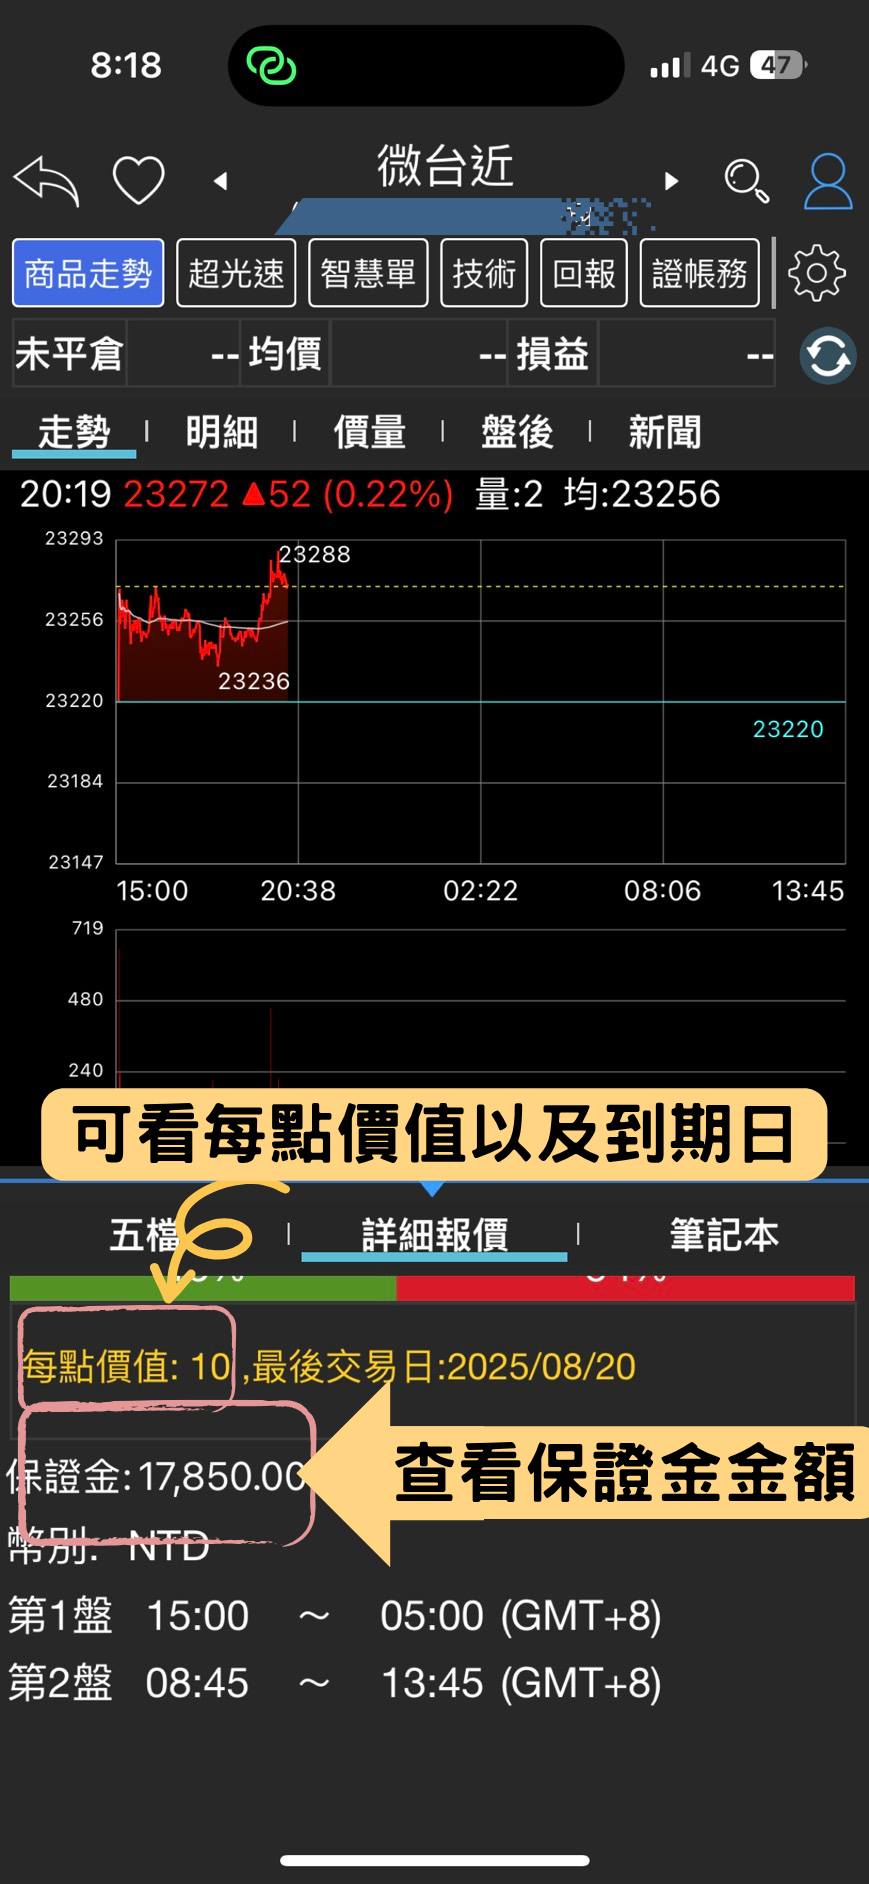 8:18 4G 47
微台近
商品走勢 超光速 智慧單 技術 回報 證帳務
未平倉 -- 均價 -- 損益 --
走勢 明細 價量 盤後 新聞
20:19 23272 ▲52 (0.22%) 量:2 均:23256
23293
23288
23256
23236
23220
23220
23184
23147
15:00 20:38 02:22 08:06 13:45
719
480
240
可看每點價值以及到期日
五檔 詳細報價 筆記本
每點價值: 10 ,最後交易日:2025/08/20
保證金:17,850.00
查看保證金金額
幣別: NTD
第1盤 15:00 ～ 05:00 (GMT+8)
第2盤 08:45 ～ 13:45 (GMT+8)